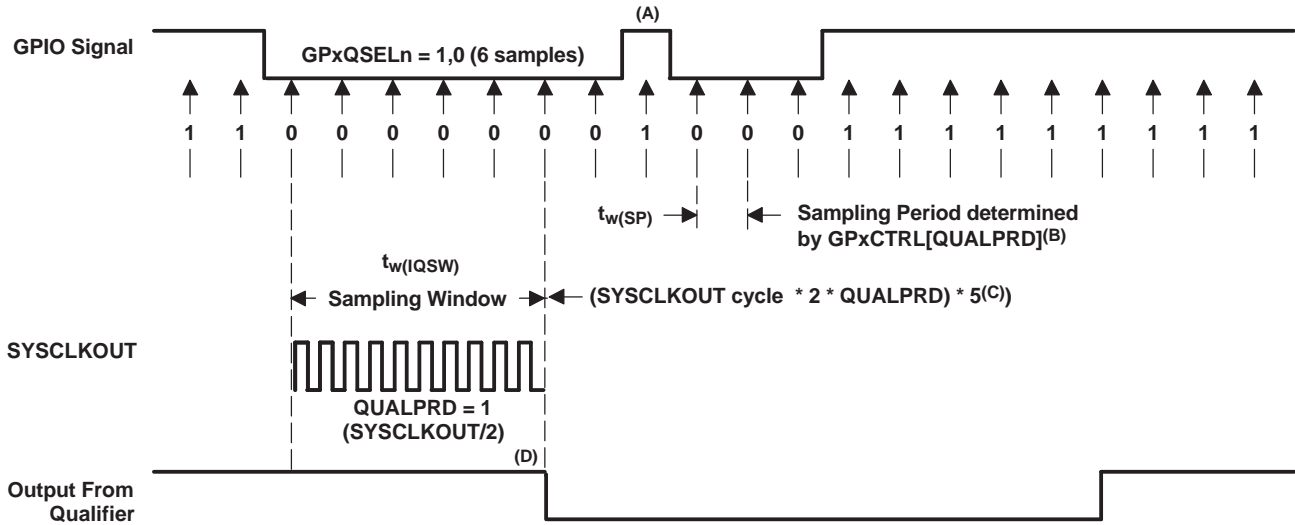 (A)
GPIO Signal
GPxQSELn = 1,0 (6 samples)
1 1 0 0 0 0 0 0 0 1 0 0 0 1 1 1 1 1 1 1 1 1
tw(SP)
Sampling Period determined
by GPxCTRL[QUALPRD](B)
tw(IQSW)
Sampling Window
(SYSCLKOUT cycle * 2 * QUALPRD) * 5(C))
SYSCLKOUT
QUALPRD = 1
(SYSCLKOUT/2)
(D)
Output From
Qualifier